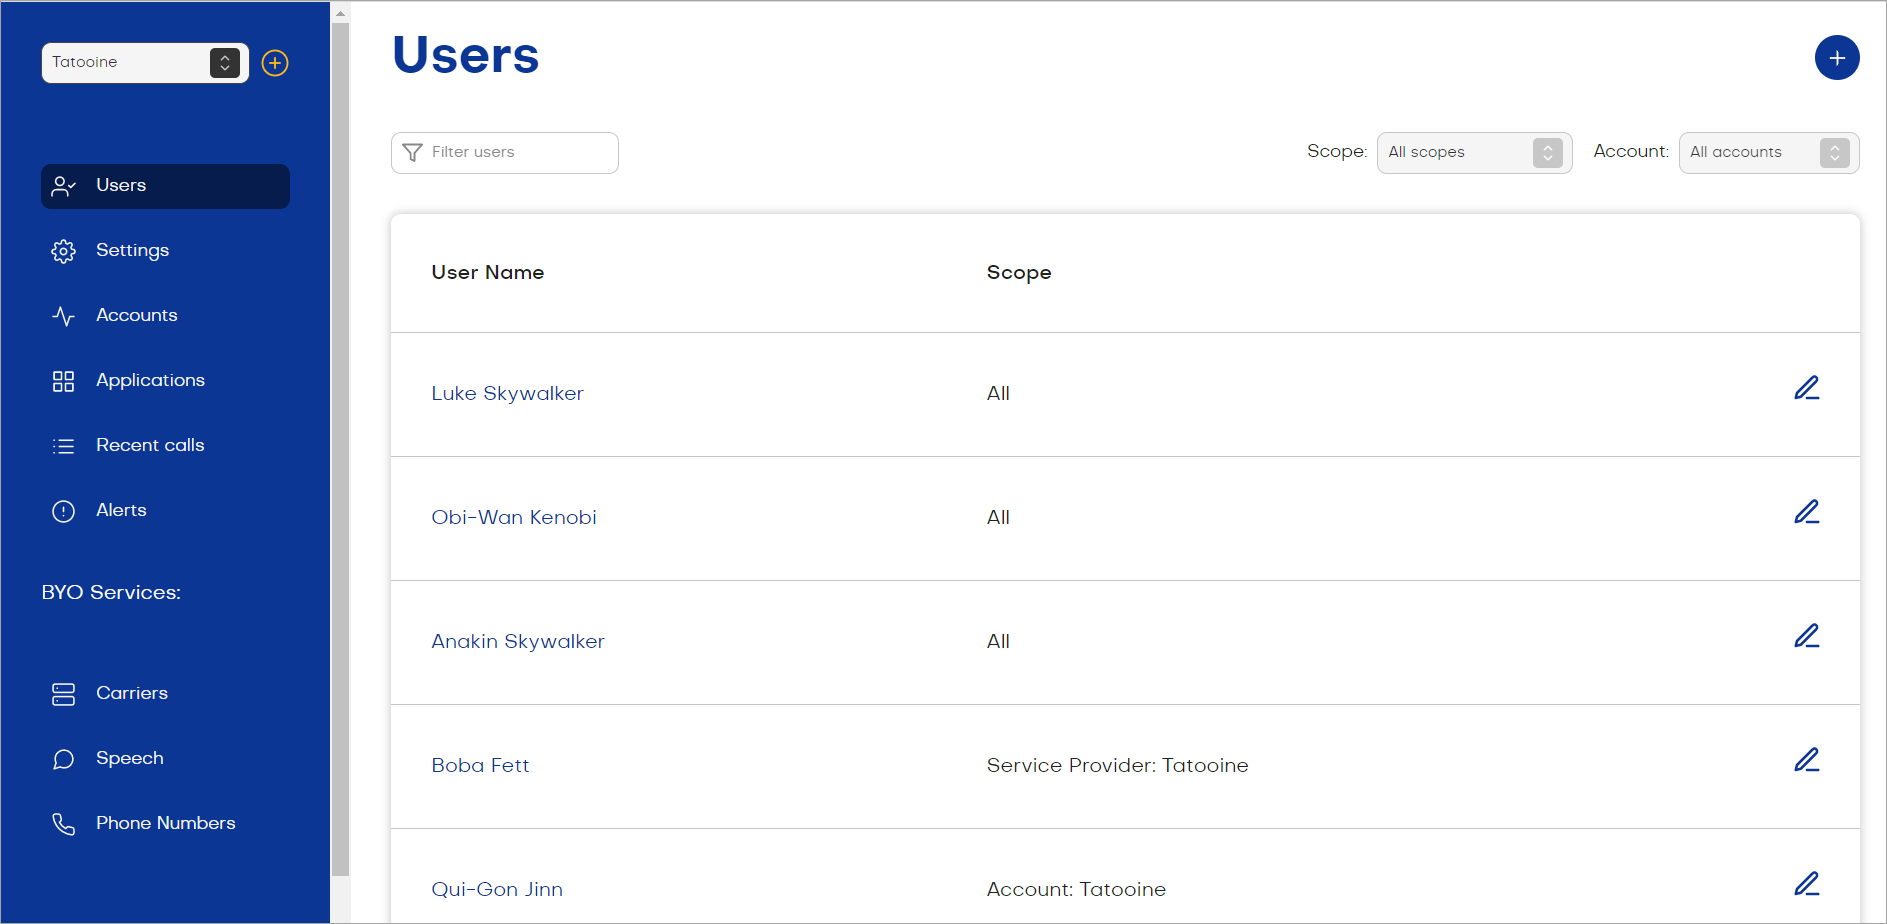 Tatooine
Users
Settings
Accounts
Applications
Recent calls
Alerts
BYO Services:
Carriers
Speech
Phone Numbers
Users
Filter users
Scope: All scopes Account: All accounts
User Name Scope
Luke Skywalker All
Obi-Wan Kenobi All
Anakin Skywalker All
Boba Fett Service Provider: Tatooine
Qui-Gon Jinn Account: Tatooine